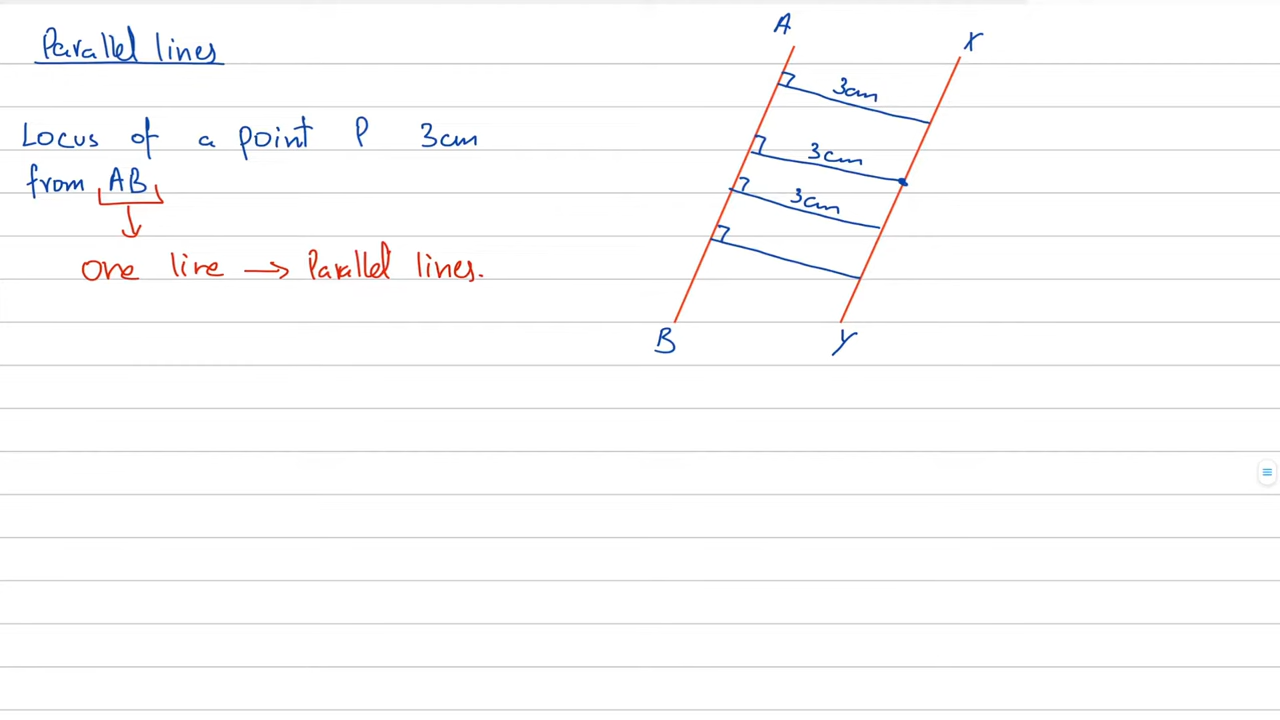 Parallel lines
Locus of a point P 3cm
from AB
one line → Parallel lines.
A
X
3cm
3cm
3cm
B
Y